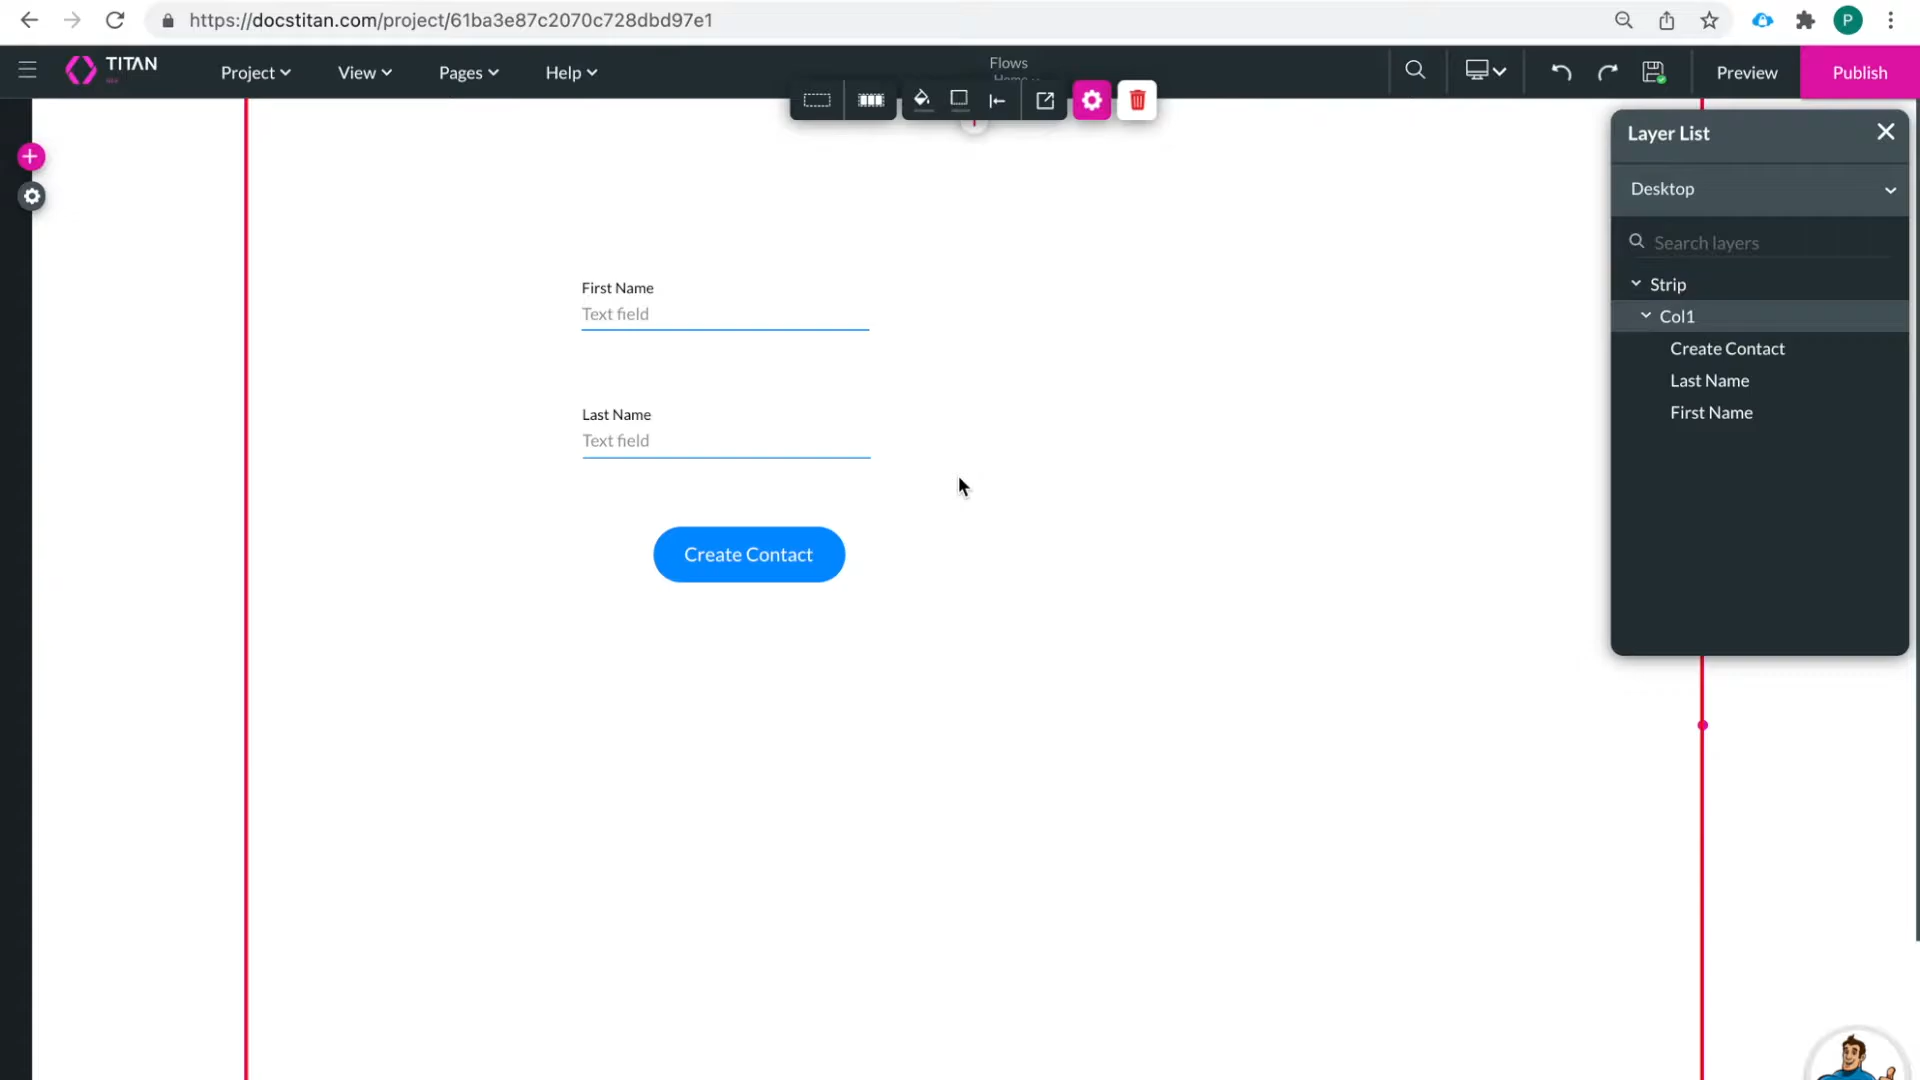 https://docstitan.com/project/61ba3e87c2070c728dbd97e1
P
TITAN
Project
View
Pages
Help
Flows
Home
Preview
Publish
Layer List
Desktop
Search layers
Strip
Col1
Create Contact
Last Name
First Name
First Name
Text field
Last Name
Text field
Create Contact